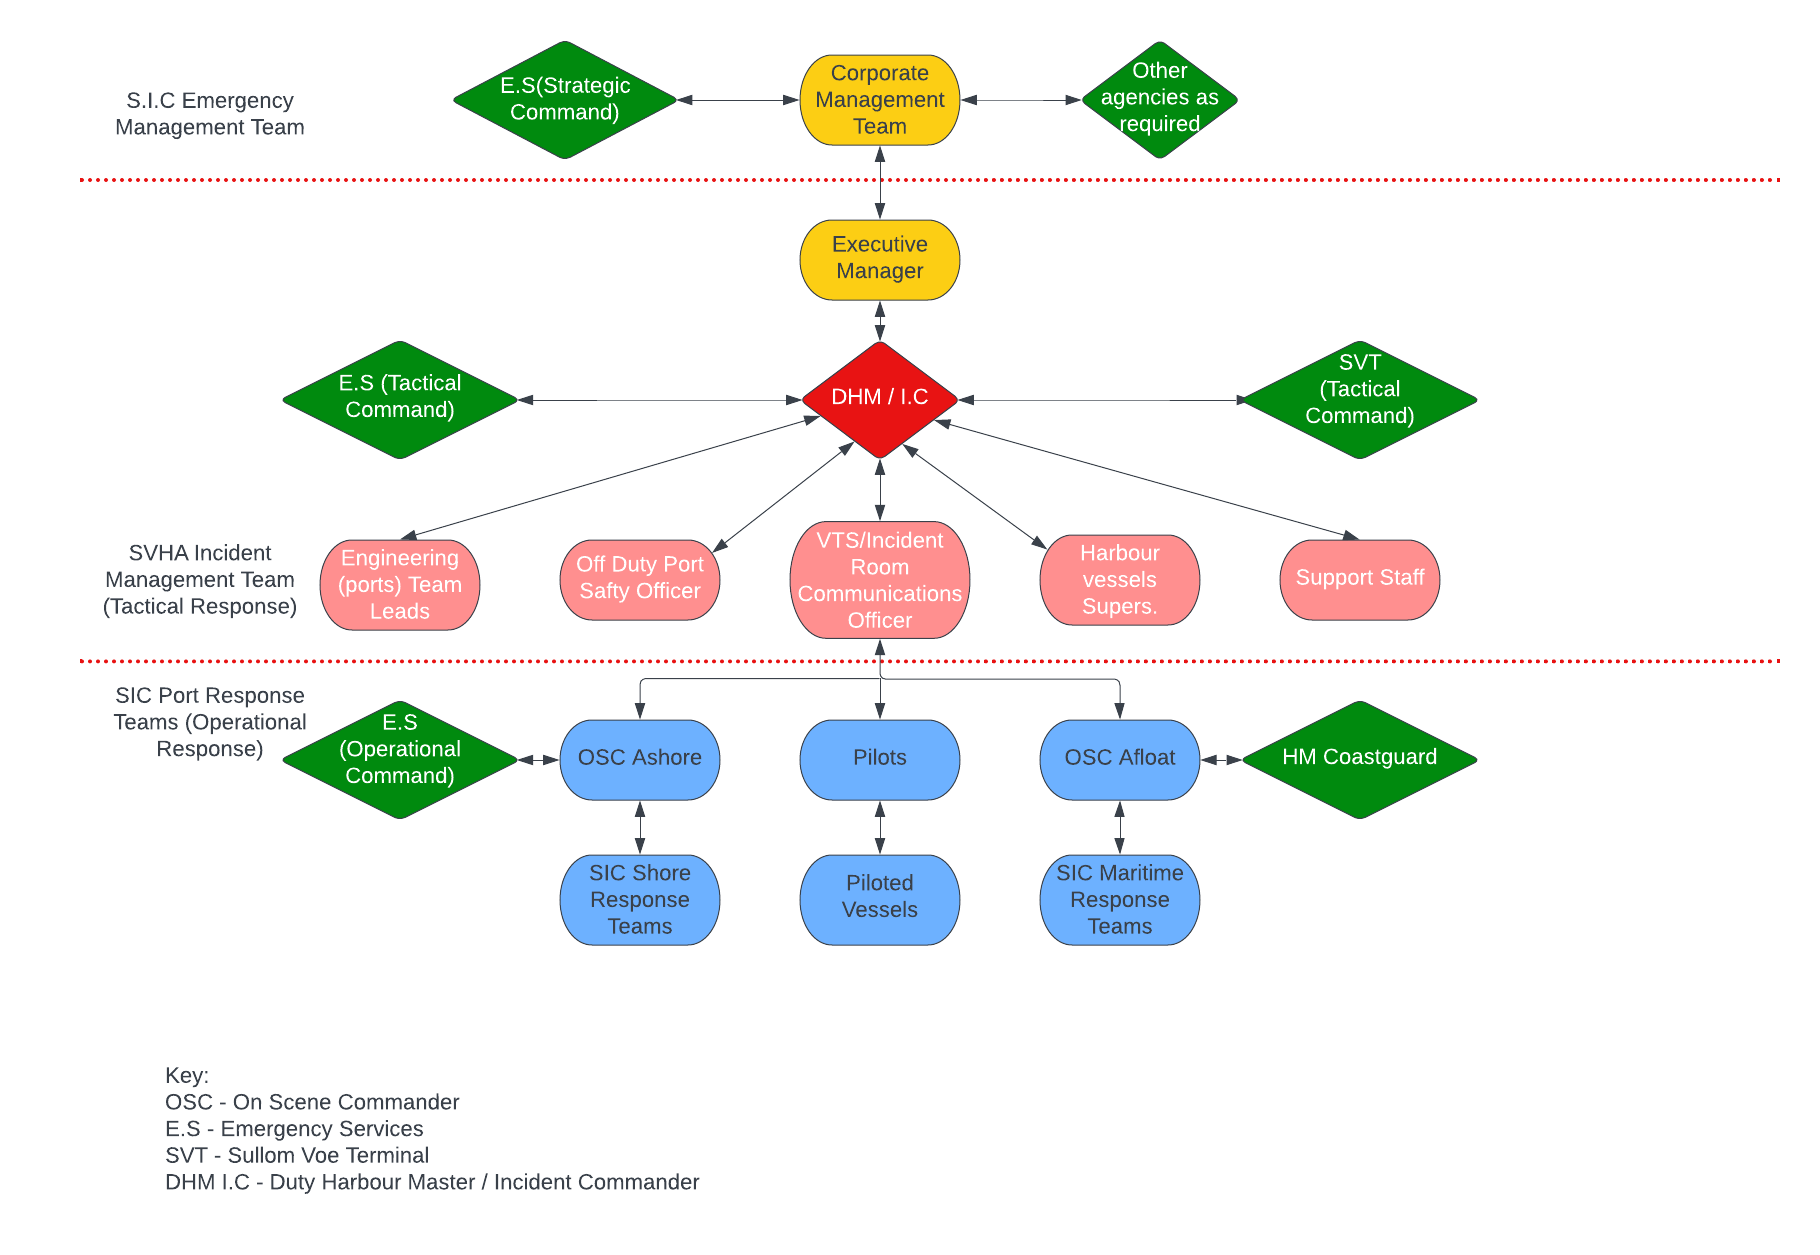 E.S(Strategic
Command)
Corporate
Management
Team
Other
agencies as
required
S.I.C Emergency
Management Team
Executive
Manager
E.S (Tactical
Command)
DHM / I.C
SVT
(Tactical
Command)
SVHA Incident
Management Team
(Tactical Response)
Engineering
(ports) Team
Leads
Off Duty Port
Safty Officer
VTS/Incident
Room
Communications
Officer
Harbour
vessels
Supers.
Support Staff
SIC Port Response
Teams (Operational
Response)
E.S
(Operational
Command)
OSC Ashore
Pilots
OSC Afloat
HM Coastguard
SIC Shore
Response
Teams
Piloted
Vessels
SIC Maritime
Response
Teams
Key:
OSC - On Scene Commander
E.S - Emergency Services
SVT - Sullom Voe Terminal
DHM I.C - Duty Harbour Master / Incident Commander